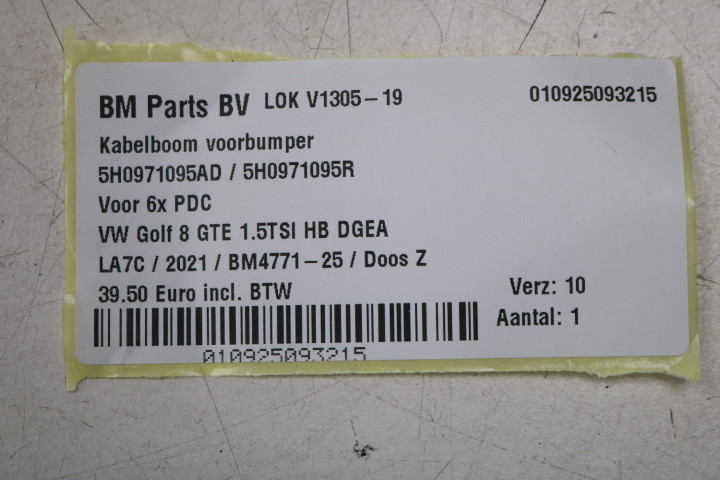 BM Parts BV LOK V1305-19 010925093215
Kabelboom voorbumper
5H0971095AD / 5H0971095R
Voor 6x PDC
VW Golf 8 GTE 1.5TSI HB DGEA
LA7C / 2021 / BM4771-25 / Doos Z
39.50 Euro incl. BTW Verz: 10
Aantal: 1
010925093215